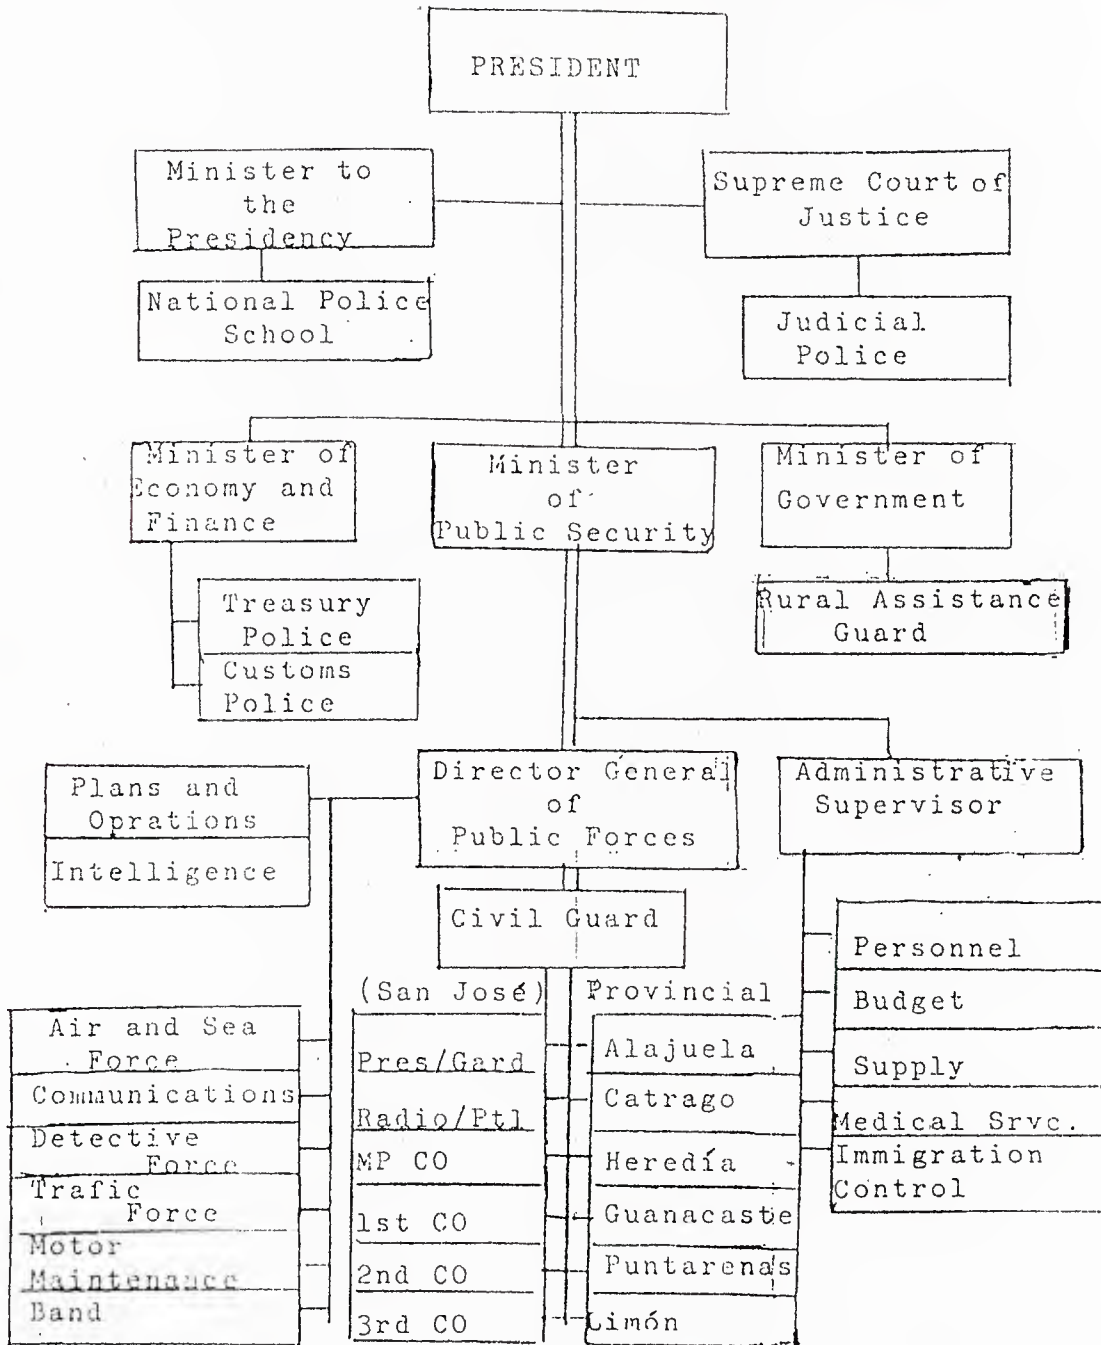 PRESIDENT
Minister to
the
Presidency
Supreme Court of
Justice
National Police
School
Judicial
Police
Minister of
Economy and
Finance
Minister
of
Public Security
Minister of
Government
Treasury
Police
Customs
Police
Rural Assistance
Guard
Plans and
Oprations
Intelligence
Director General
of
Public Forces
Administrative
Supervisor
Civil Guard
(San José)
Provincial
Air and Sea
Force
Communications
Detective
Force
Trafic
Force
Motor
Maintenance
Band
Pres/Gard
Radio/Ptl
MP CO
1st CO
2nd CO
3rd CO
Alajuela
Catrago
Heredía
Guanacaste
Puntarenas
Limón
Personnel
Budget
Supply
Medical Srvc.
Immigration
Control